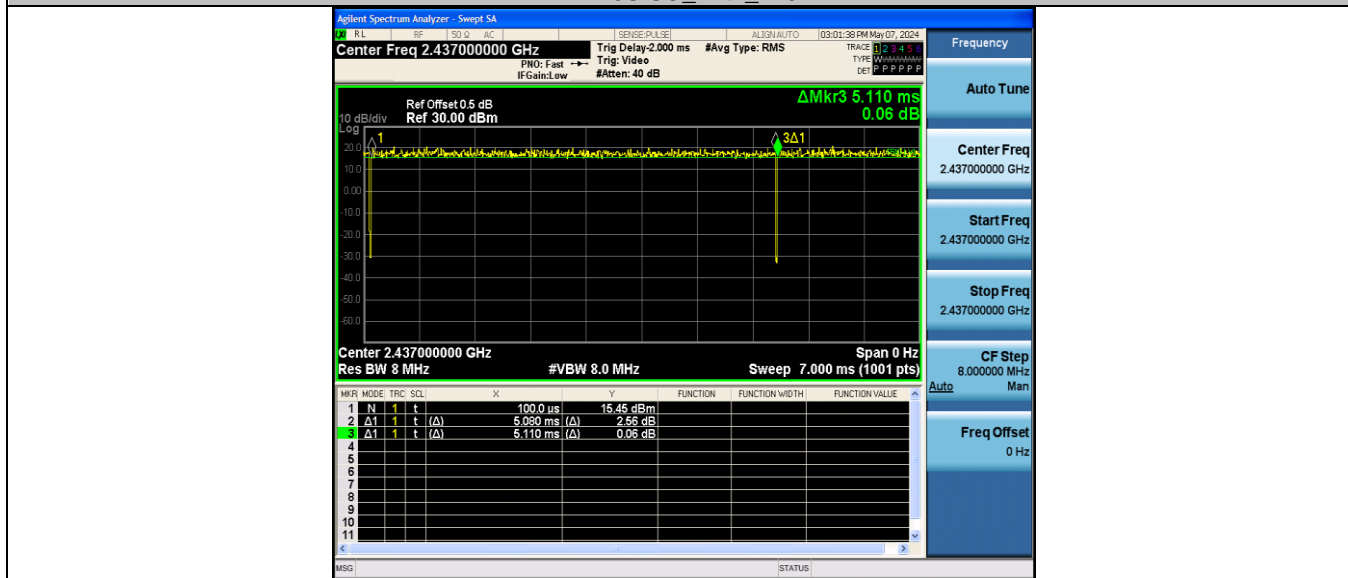 Agilent Spectrum Analyzer - Swept SA
RL RF 50 Ω AC SENSE:PULSE ALIGN AUTO 03:01:38 PM May 07, 2024
Center Freq 2.437000000 GHz Trig Delay-2.000 ms #Avg Type: RMS TRACE 1 2 3 4 5 6
PNO: Fast Trig: Video TYPE
IFGain:Low #Atten: 40 dB DET P P P P P P
Frequency
Auto Tune
Center Freq
2.437000000 GHz
Start Freq
2.437000000 GHz
Stop Freq
2.437000000 GHz
CF Step
8.000000 MHz
Auto Man
Freq Offset
0 Hz
ΔMkr3 5.110 ms
0.06 dB
Ref Offset 0.5 dB
10 dB/div Ref 30.00 dBm
Log
1
3Δ1
20.0
10.0
0.00
-10.0
-20.0
-30.0
-40.0
-50.0
-60.0
Center 2.437000000 GHz Span 0 Hz
Res BW 8 MHz #VBW 8.0 MHz Sweep 7.000 ms (1001 pts)
MKR MODE TRC SCL X Y FUNCTION FUNCTION WIDTH FUNCTION VALUE
1 N 1 t 100.0 µs 15.45 dBm
2 Δ1 1 t (Δ) 5.080 ms (Δ) 2.56 dB
3 Δ1 1 t (Δ) 5.110 ms (Δ) 0.06 dB
4
5
6
7
8
9
10
11
MSG STATUS